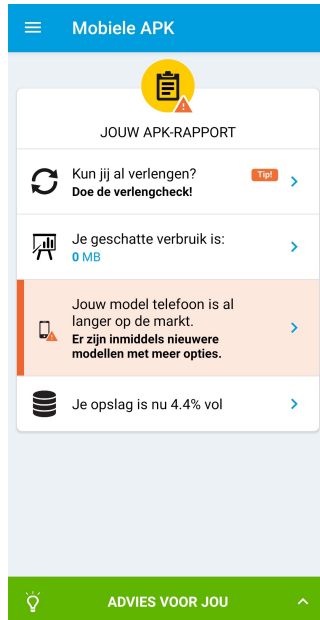 Mobiele APK
JOUW APK-RAPPORT
Kun jij al verlengen?
Tip!
Doe de verlengcheck!
Je geschatte verbruik is:
0 MB
Jouw model telefoon is al
langer op de markt.
Er zijn inmiddels nieuwere
modellen met meer opties.
Je opslag is nu 4.4% vol
ADVIES VOOR JOU